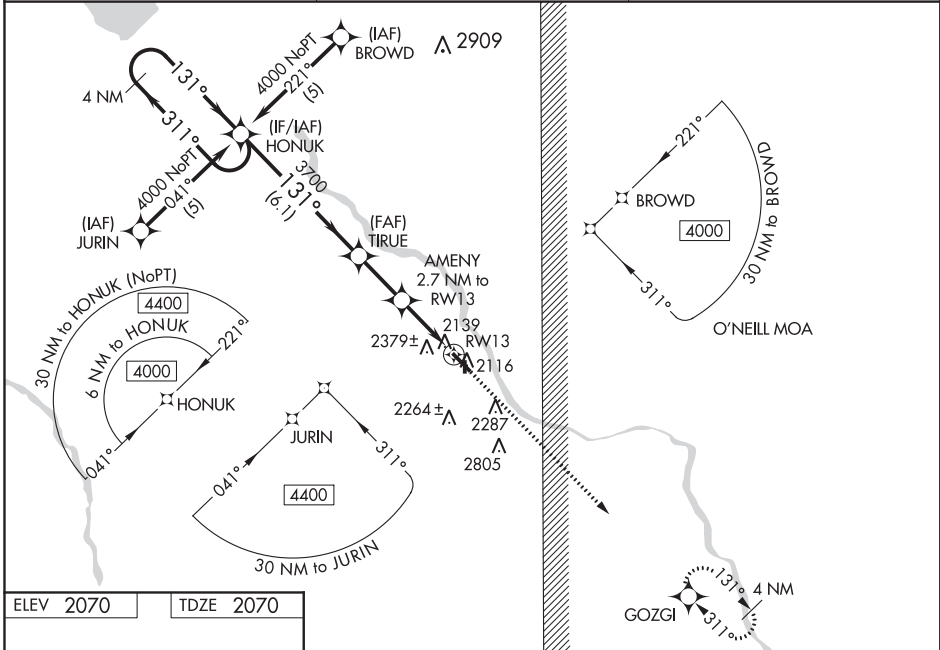 (IAF)
BROWD
2909
4000 NoPT
221°
(5)
131°
4 NM
311°
(IF/IAF)
HONUK
4000 NoPT
041°
(5)
(IAF)
JURIN
3700
131°
(6.1)
(FAF)
TIRUE
AMENY
2.7 NM to
RW13
2139
RW13
2379±
2116
2264±
2287
2805
30 NM to HONUK (NoPT)
4400
6 NM to HONUK
4000
221°
HONUK
041°
JURIN
041°
311°
4400
30 NM to JURIN
221°
BROWD
4000
30 NM to BROWD
311°
O'NEILL MOA
131°
4 NM
GOZGI
311°
ELEV 2070
TDZE 2070